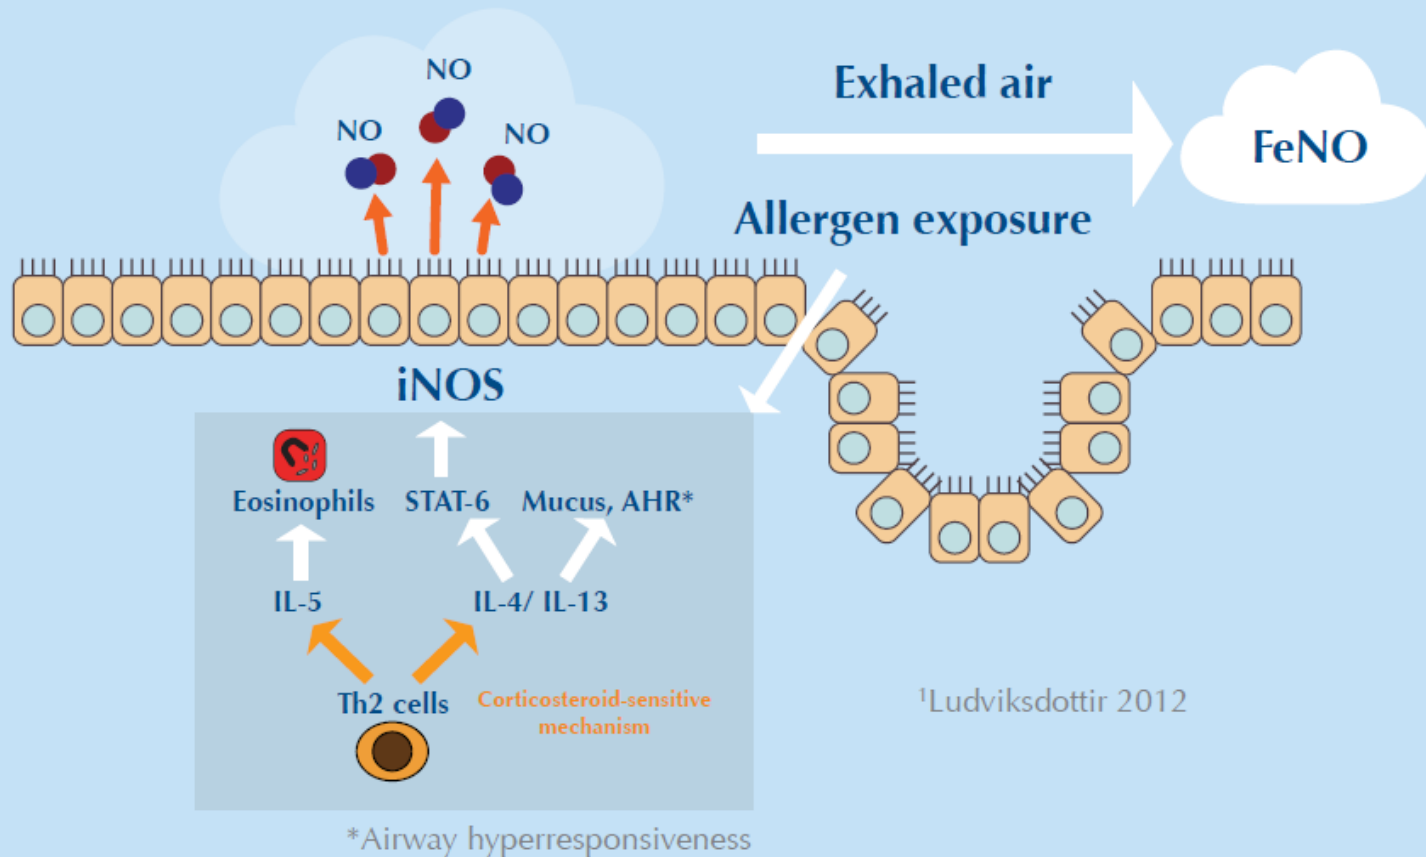 NO
NO
NO
Exhaled air
FeNO
Allergen exposure
iNOS
Eosinophils
STAT-6
Mucus, AHR*
IL-5
IL-4/ IL-13
Th2 cells
Corticosteroid-sensitive
mechanism
¹Ludviksdottir 2012
*Airway hyperresponsiveness